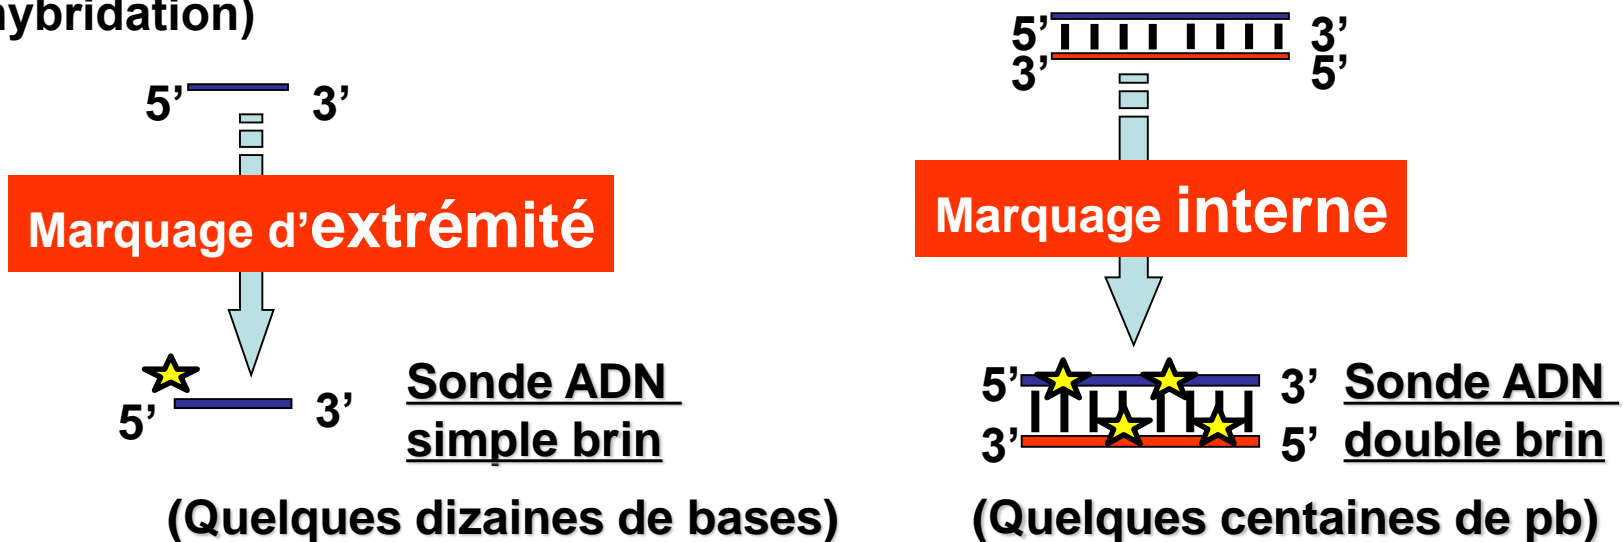 hybridation)
5’ 3’
Marquage d’extrémité
5’ 3’
Sonde ADN
simple brin
(Quelques dizaines de bases)
5’ 3’
3’ 5’
Marquage interne
5’ 3’
3’ 5’
Sonde ADN
double brin
(Quelques centaines de pb)